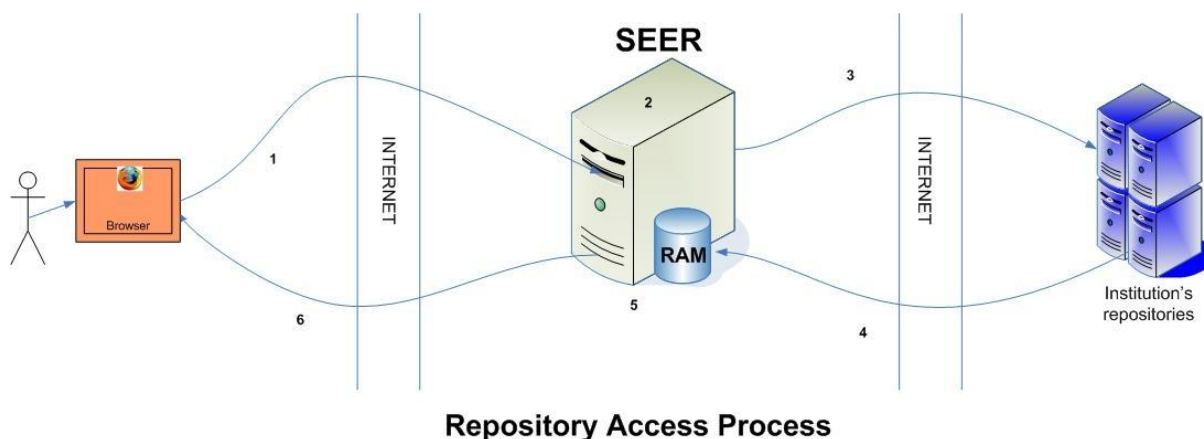 SEER
2
3
1
INTERNET
INTERNET
Browser
RAM
Institution's
repositories
6
5
4
Repository Access Process